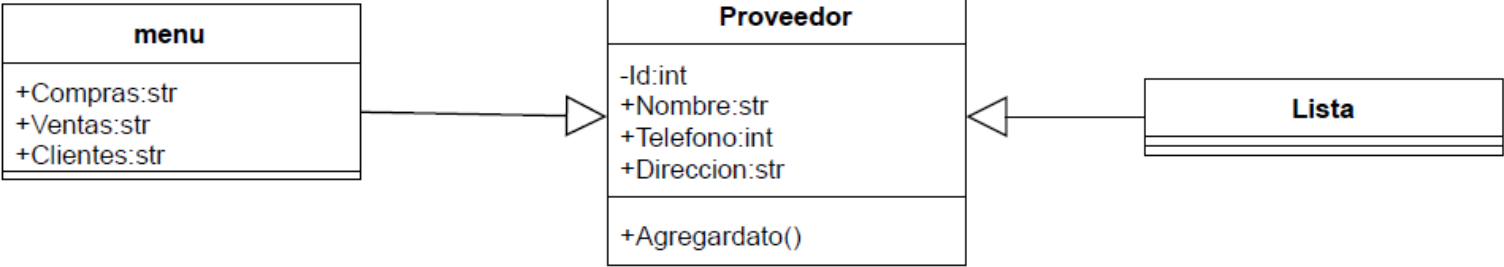 menu
+Compras:str
+Ventas:str
+Clientes:str
Proveedor
-Id:int
+Nombre:str
+Telefono:int
+Direccion:str
+Agregardato()
Lista